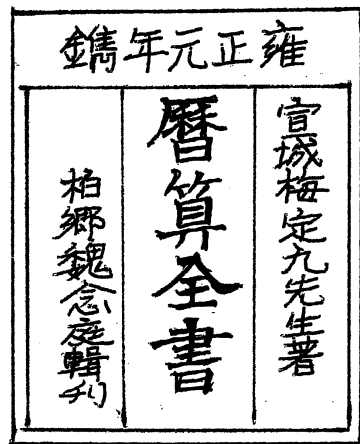 雍正元年鐫
宣城梅定九先生著
曆算全書
柏鄉魏念庭輯刊